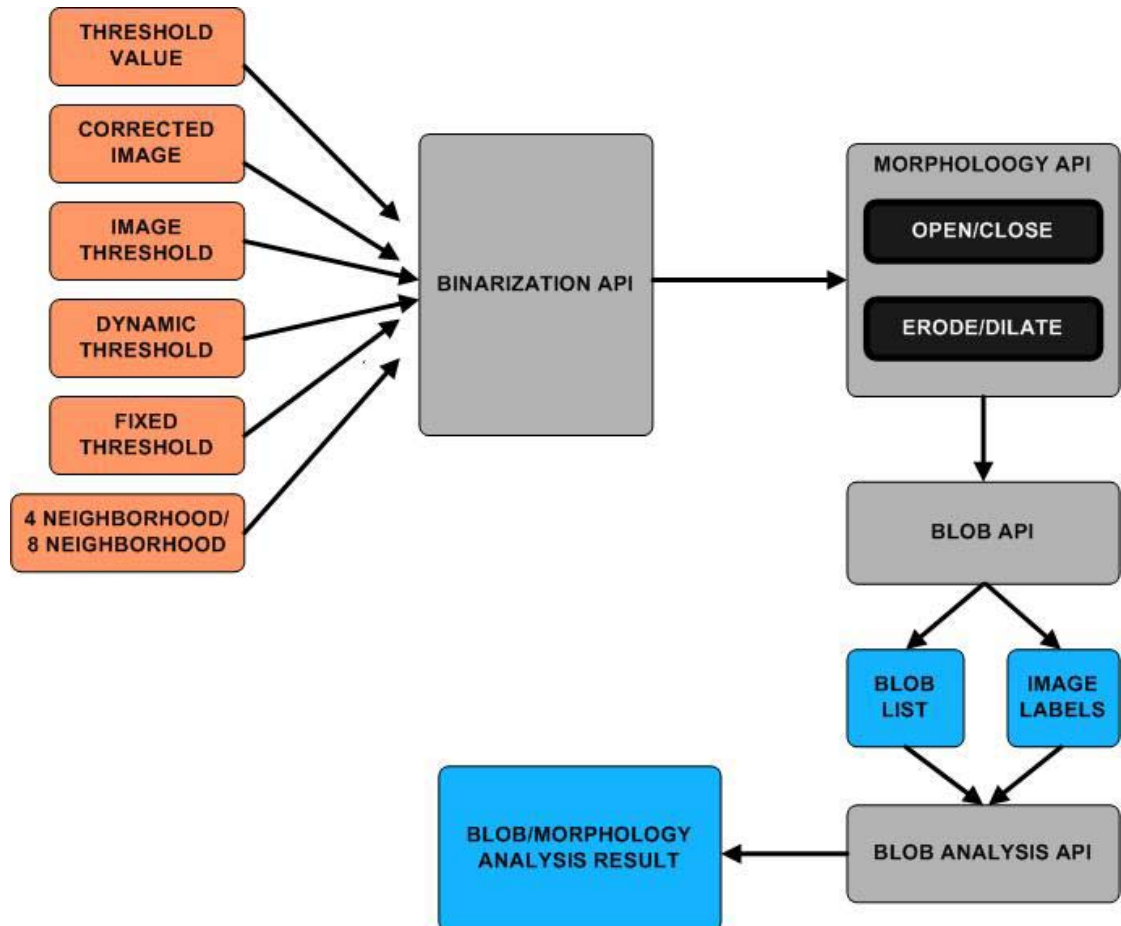 THRESHOLD
VALUE
CORRECTED
IMAGE
IMAGE
THRESHOLD
DYNAMIC
THRESHOLD
FIXED
THRESHOLD
4 NEIGHBORHOOD/
8 NEIGHBORHOOD
BINARIZATION API
MORPHOLOOGY API
OPEN/CLOSE
ERODE/DILATE
BLOB API
BLOB
LIST
IMAGE
LABELS
BLOB ANALYSIS API
BLOB/MORPHOLOGY
ANALYSIS RESULT